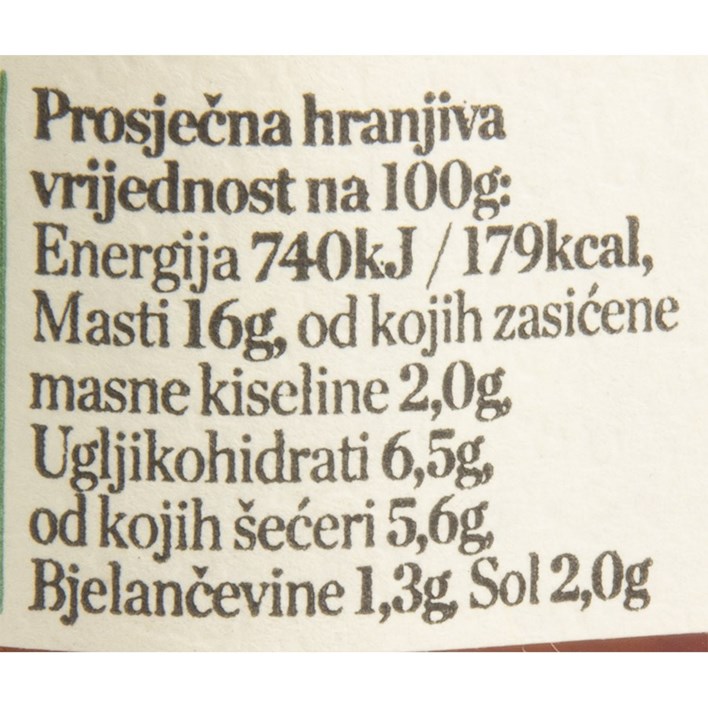 Prosječna hranjiva
vrijednost na 100g:
Energija 740kJ / 179kcal,
Masti 16g, od kojih zasićene
masne kiseline 2,0g,
Ugljikohidrati 6,5g,
od kojih šećeri 5,6g,
Bjelančevine 1,3g, Sol 2,0g